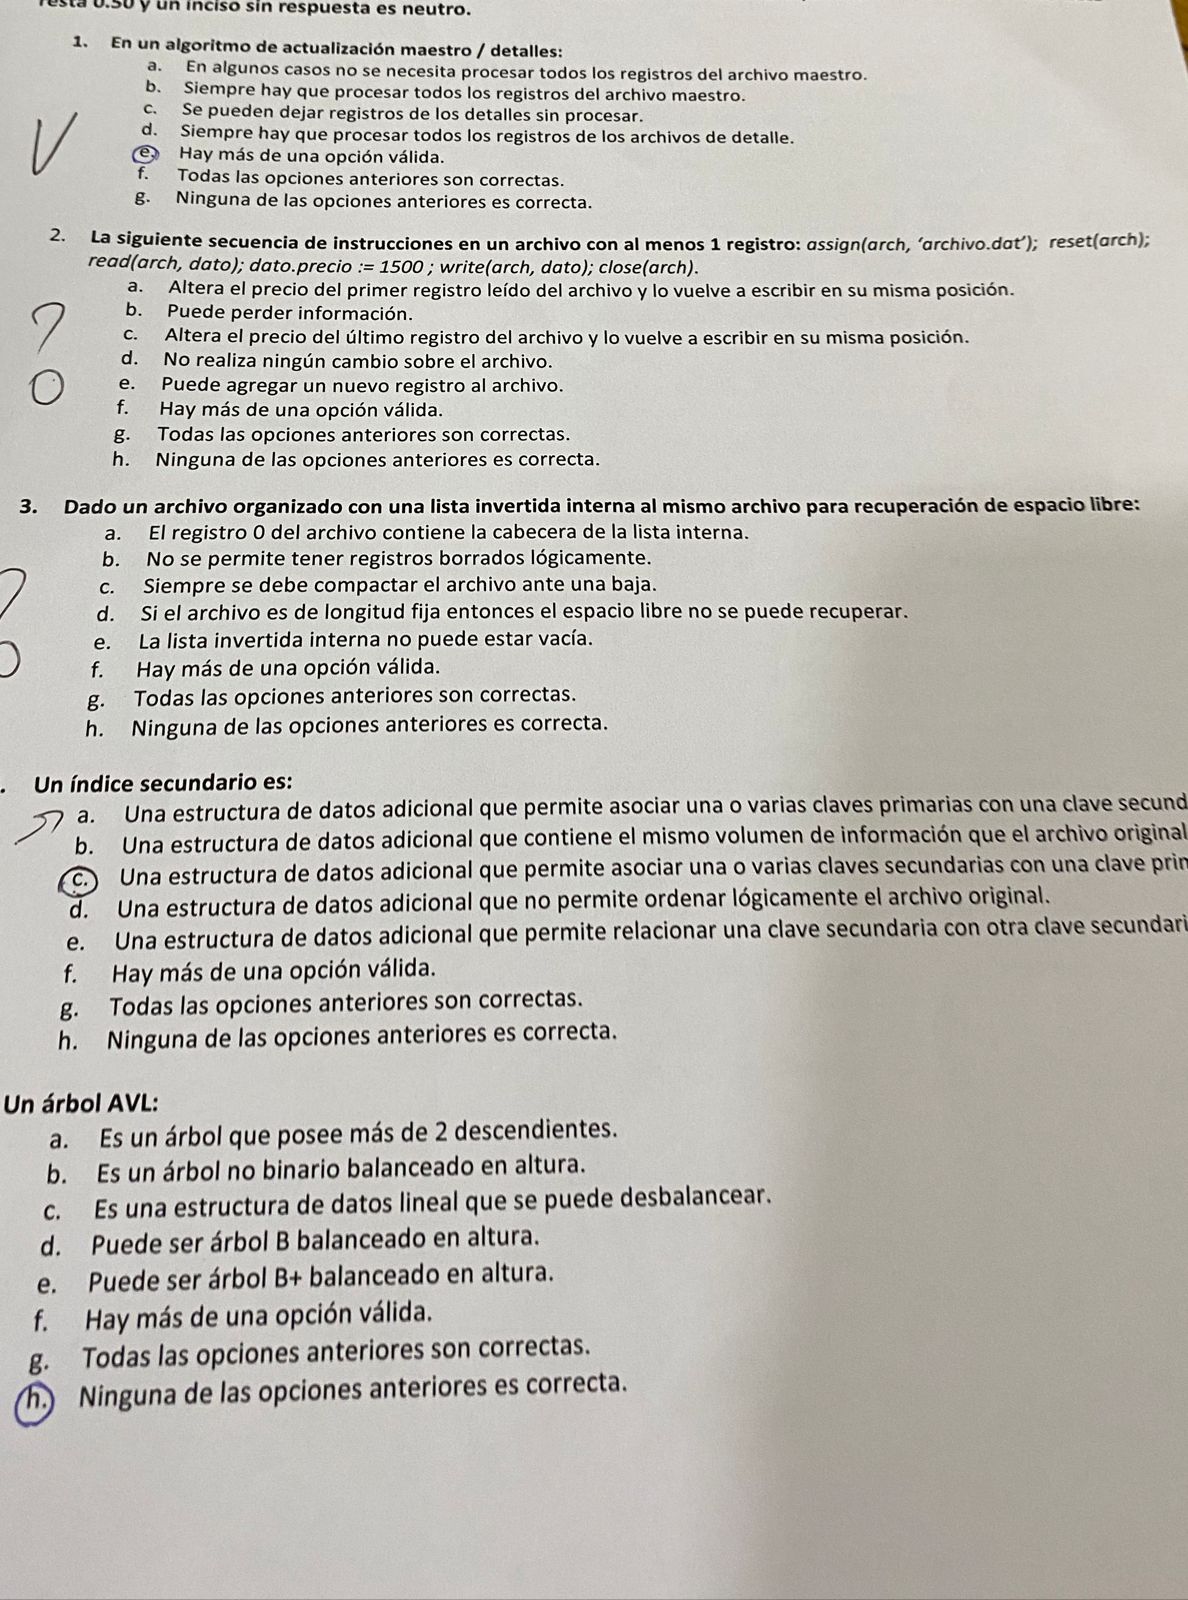 resta 0.50 y un inciso sin respuesta es neutro.
1. En un algoritmo de actualización maestro / detalles:
a. En algunos casos no se necesita procesar todos los registros del archivo maestro.
b. Siempre hay que procesar todos los registros del archivo maestro.
c. Se pueden dejar registros de los detalles sin procesar.
d. Siempre hay que procesar todos los registros de los archivos de detalle.
e. Hay más de una opción válida.
f. Todas las opciones anteriores son correctas.
g. Ninguna de las opciones anteriores es correcta.
2. La siguiente secuencia de instrucciones en un archivo con al menos 1 registro: assign(arch, ‘archivo.dat’); reset(arch);
read(arch, dato); dato.precio := 1500 ; write(arch, dato); close(arch).
a. Altera el precio del primer registro leído del archivo y lo vuelve a escribir en su misma posición.
b. Puede perder información.
c. Altera el precio del último registro del archivo y lo vuelve a escribir en su misma posición.
d. No realiza ningún cambio sobre el archivo.
e. Puede agregar un nuevo registro al archivo.
f. Hay más de una opción válida.
g. Todas las opciones anteriores son correctas.
h. Ninguna de las opciones anteriores es correcta.
3. Dado un archivo organizado con una lista invertida interna al mismo archivo para recuperación de espacio libre:
a. El registro 0 del archivo contiene la cabecera de la lista interna.
b. No se permite tener registros borrados lógicamente.
c. Siempre se debe compactar el archivo ante una baja.
d. Si el archivo es de longitud fija entonces el espacio libre no se puede recuperar.
e. La lista invertida interna no puede estar vacía.
f. Hay más de una opción válida.
g. Todas las opciones anteriores son correctas.
h. Ninguna de las opciones anteriores es correcta.
. Un índice secundario es:
a. Una estructura de datos adicional que permite asociar una o varias claves primarias con una clave secund
b. Una estructura de datos adicional que contiene el mismo volumen de información que el archivo original
c. Una estructura de datos adicional que permite asociar una o varias claves secundarias con una clave prim
d. Una estructura de datos adicional que no permite ordenar lógicamente el archivo original.
e. Una estructura de datos adicional que permite relacionar una clave secundaria con otra clave secundari
f. Hay más de una opción válida.
g. Todas las opciones anteriores son correctas.
h. Ninguna de las opciones anteriores es correcta.
Un árbol AVL:
a. Es un árbol que posee más de 2 descendientes.
b. Es un árbol no binario balanceado en altura.
c. Es una estructura de datos lineal que se puede desbalancear.
d. Puede ser árbol B balanceado en altura.
e. Puede ser árbol B+ balanceado en altura.
f. Hay más de una opción válida.
g. Todas las opciones anteriores son correctas.
h. Ninguna de las opciones anteriores es correcta.